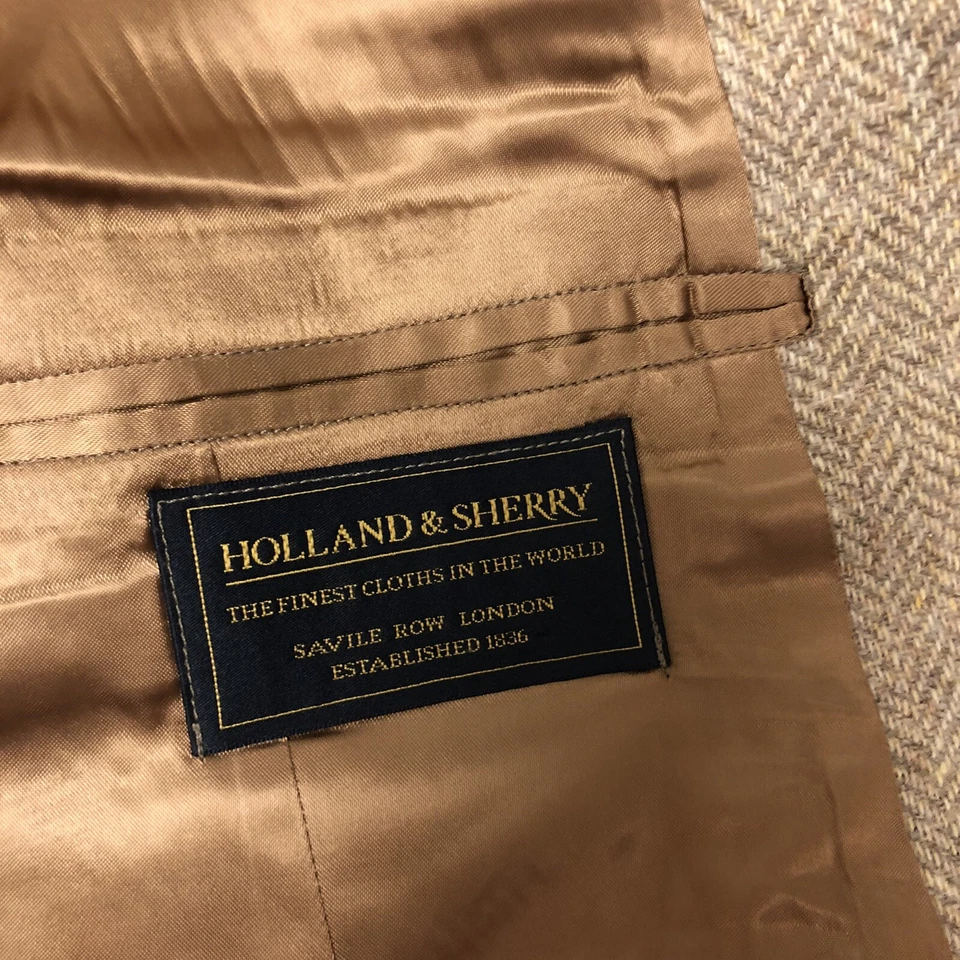 HOLLAND & SHERRY
THE FINEST CLOTHS IN THE WORLD
SAVILE ROW LONDON
ESTABLISHED 1836